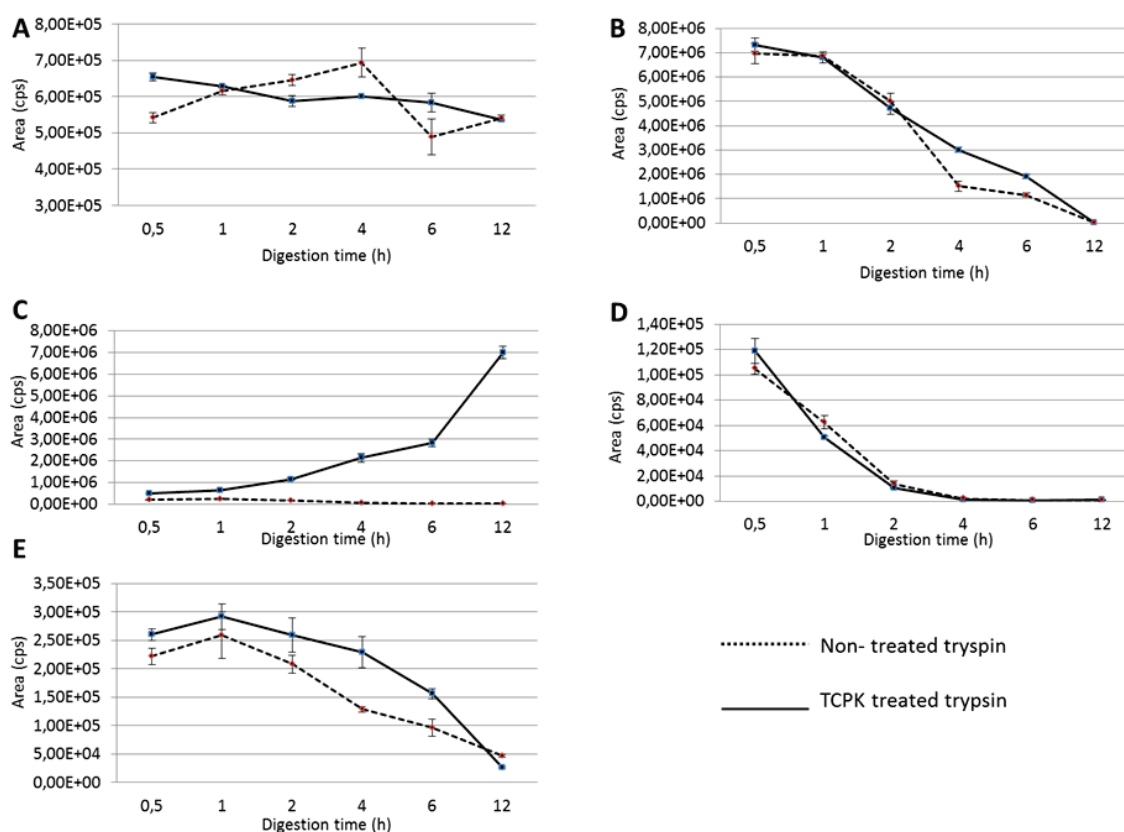 A
8,00E+05
7,00E+05
6,00E+05
5,00E+05
4,00E+05
3,00E+05
Area (cps)
0,5 1 2 4 6 12
Digestion time (h)
B
8,00E+06
7,00E+06
6,00E+06
5,00E+06
4,00E+06
3,00E+06
2,00E+06
1,00E+06
0,00E+00
Area (cps)
0,5 1 2 4 6 12
Digestion time (h)
C
8,00E+06
7,00E+06
6,00E+06
5,00E+06
4,00E+06
3,00E+06
2,00E+06
1,00E+06
0,00E+00
Area (cps)
0,5 1 2 4 6 12
Digestion time (h)
D
1,40E+05
1,20E+05
1,00E+05
8,00E+04
6,00E+04
4,00E+04
2,00E+04
0,00E+00
Area (cps)
0,5 1 2 4 6 12
Digestion time (h)
E
3,50E+05
3,00E+05
2,50E+05
2,00E+05
1,50E+05
1,00E+05
5,00E+04
0,00E+00
Area (cps)
0,5 1 2 4 6 12
Digestion time (h)
Non- treated tryspin
TCPK treated trypsin